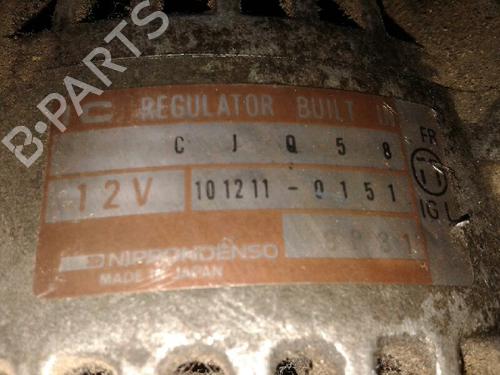 B-PARTS
C REGULATOR BUILT IN
C J Q 5 8
12V 101211-0151
NIPPONDENSO
MADE IN JAPAN
FR
IG L